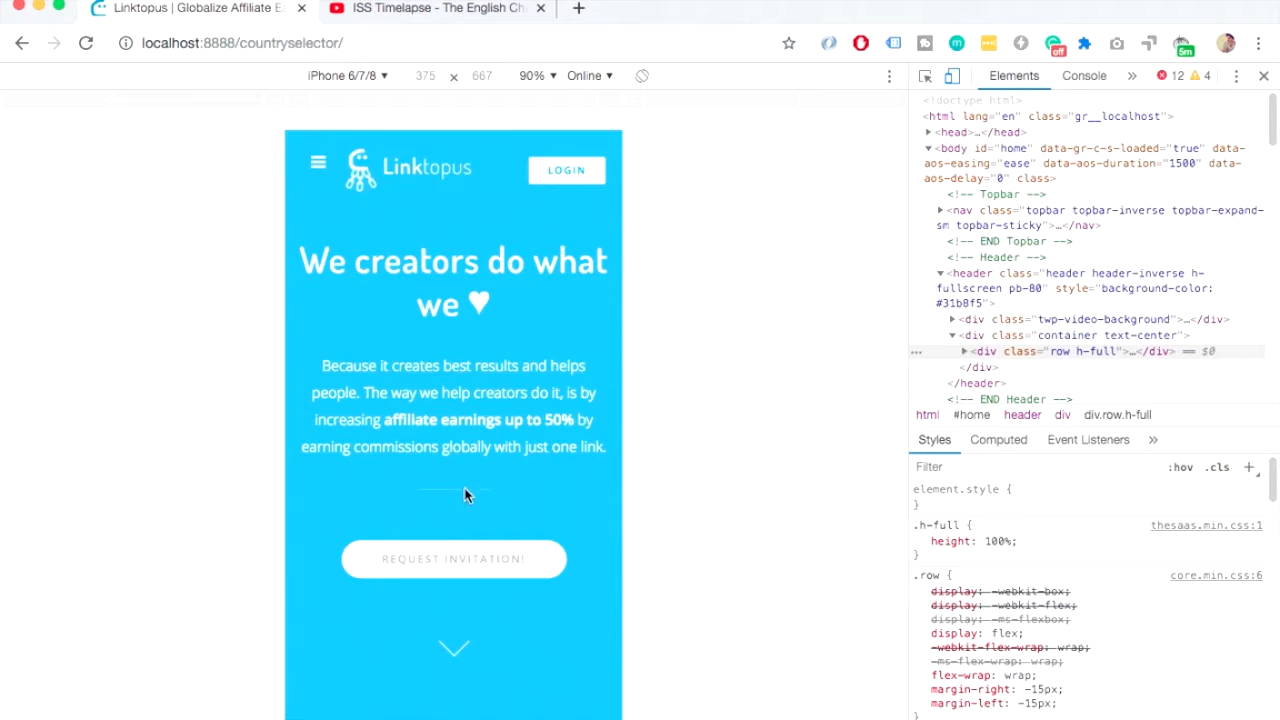 Linktopus | Globalize Affiliate E
ISS Timelapse - The English Ch
localhost:8888/countryselector/
off
5m
iPhone 6/7/8 ▼ 375 × 667 90% ▼ Online ▼
Elements Console » 12 4
Linktopus
LOGIN
We creators do what
we ♥
Because it creates best results and helps
people. The way we help creators do it, is by
increasing affiliate earnings up to 50% by
earning commissions globally with just one link.
REQUEST INVITATION!
<!doctype html>
<html lang="en" class="gr__localhost">
▶<head>…</head>
▼<body id="home" data-gr-c-s-loaded="true" data-
aos-easing="ease" data-aos-duration="1500" data-
aos-delay="0" class>
<!-- Topbar -->
▶<nav class="topbar topbar-inverse topbar-expand-
sm topbar-sticky">…</nav>
<!-- END Topbar -->
<!-- Header -->
▼<header class="header header-inverse h-
fullscreen pb-80" style="background-color:
#31b8f5">
▶<div class="twp-video-background">…</div>
▼<div class="container text-center">
… ▶<div class="row h-full">…</div> == $0
</div>
</header>
<!-- END Header -->
html #home header div div.row.h-full
Styles Computed Event Listeners »
Filter :hov .cls +
element.style {
}
.h-full { thesaas.min.css:1
height: 100%;
}
.row { core.min.css:6
display: -webkit-box;
display: -webkit-flex;
display: -ms-flexbox;
display: flex;
-webkit-flex-wrap: wrap;
-ms-flex-wrap: wrap;
flex-wrap: wrap;
margin-right: -15px;
margin-left: -15px;
}